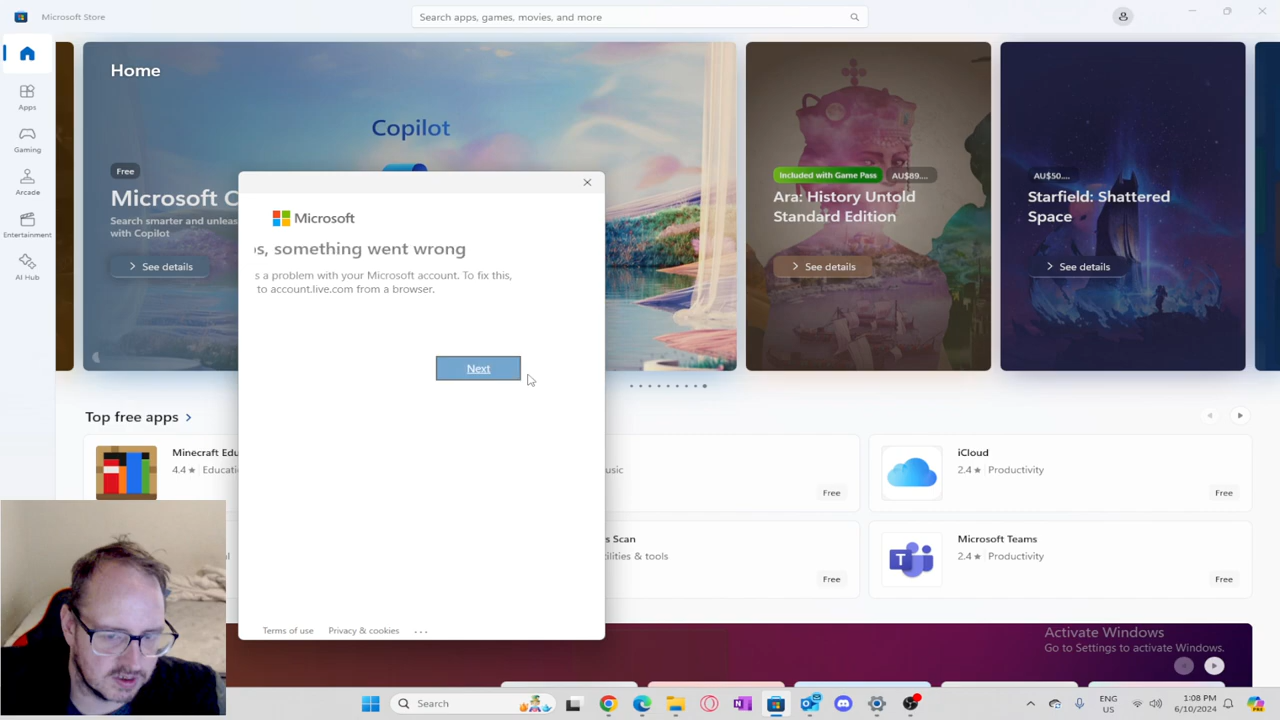 Microsoft Store
Search apps, games, movies, and more
Home
Apps
Gaming
Arcade
Entertainment
AI Hub
Copilot
Free
Microsoft C
Search smarter and unleas
with Copilot
See details
Included with Game Pass
AU$89....
Ara: History Untold
Standard Edition
See details
AU$50....
Starfield: Shattered
Space
See details
Microsoft
s, something went wrong
s a problem with your Microsoft account. To fix this,
to account.live.com from a browser.
Next
Terms of use
Privacy & cookies
...
Top free apps
Minecraft Edu
4.4 ★
Educati
usic
Free
iCloud
2.4 ★ Productivity
Free
s Scan
ilities & tools
Free
Microsoft Teams
2.4 ★ Productivity
Free
Activate Windows
Go to Settings to activate Windows.
Search
ENG
US
1:08 PM
6/10/2024